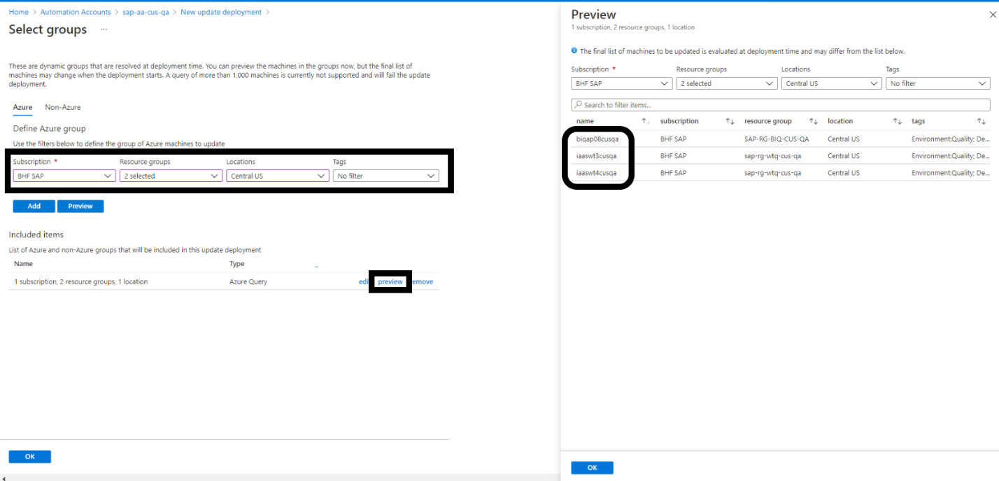 Home > Automation Accounts > sap-aa-cus-qa > New update deployment >
Select groups ...
These are dynamic groups that are resolved at deployment time. You can preview the machines in the groups now, but the final list of
machines may change when the deployment starts. A query of more than 1,000 machines is currently not supported and will fail the update
deployment.
Azure Non-Azure
Define Azure group
Use the filters below to define the group of Azure machines to update
Subscription * Resource groups Locations Tags
BHF SAP 2 selected Central US No filter
Add Preview
Included items
List of Azure and non-Azure groups that will be included in this update deployment
Name Type
1 subscription, 2 resource groups, 1 location Azure Query edi preview emove
OK
Preview
1 subscription, 2 resource groups, 1 location
The final list of machines to be updated is evaluated at deployment time and may differ from the list below.
Subscription * Resource groups Locations Tags
BHF SAP 2 selected Central US No filter
Search to filter items...
name subscription resource group location tags
biqap08cusqa BHF SAP SAP-RG-BIQ-CUS-QA Central US Environment:Quality; De...
iaaswt3cusqa BHF SAP sap-rg-wtq-cus-qa Central US Environment:Quality; De...
iaaswt4cusqa BHF SAP sap-rg-wtq-cus-qa Central US Environment:Quality; De...
OK